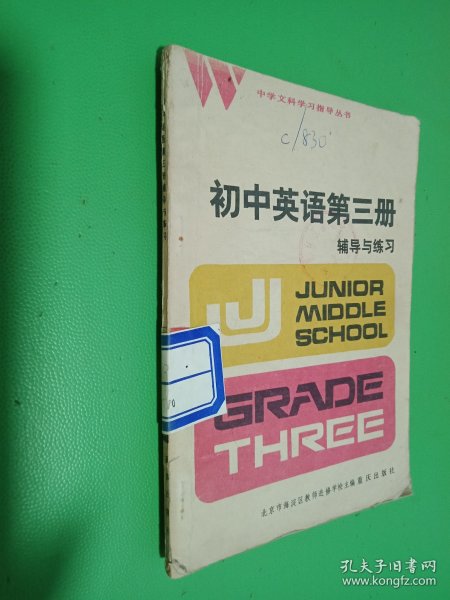 W
中学文科学习指导丛书
C/830
初中英语第三册
辅导与练习
JUNIOR
MIDDLE
SCHOOL
GRADE
THREE
北京市海淀区教师进修学校主编 重庆出版社
孔夫子旧书网
www.kongfz.com